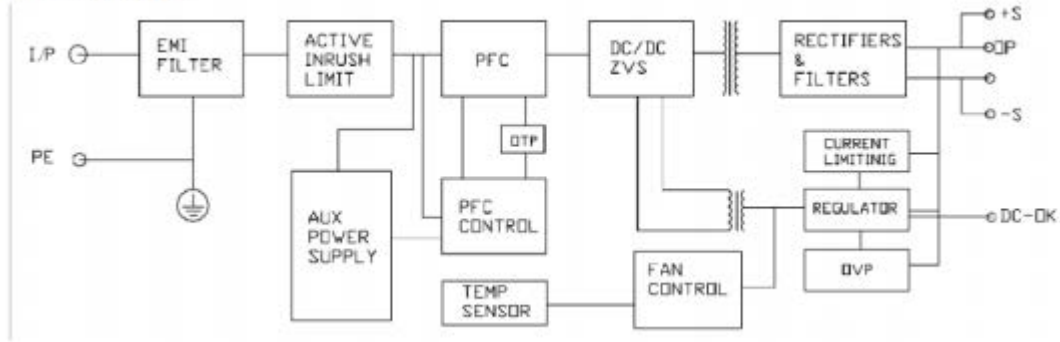 I/P
EMI
FILTER
ACTIVE
INRUSH
LIMIT
PFC
DC/DC
ZVS
RECTIFIERS
&
FILTERS
+S
OP
-S
PE
OTP
CURRENT
LIMITINIG
AUX
POWER
SUPPLY
PFC
CONTROL
REGULATOR
DC-OK
OVP
FAN
CONTROL
TEMP
SENSOR